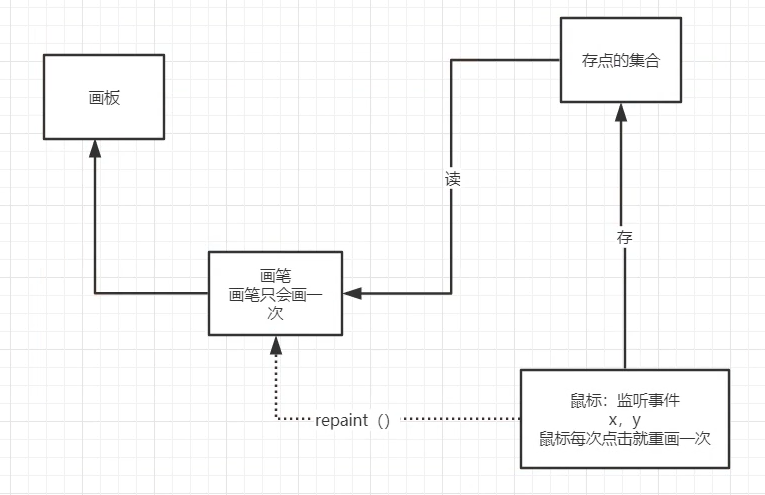 存点的集合
画板
读
存
画笔
画笔只会画一
次
鼠标：监听事件
x，y
鼠标每次点击就重画一次
repaint（）